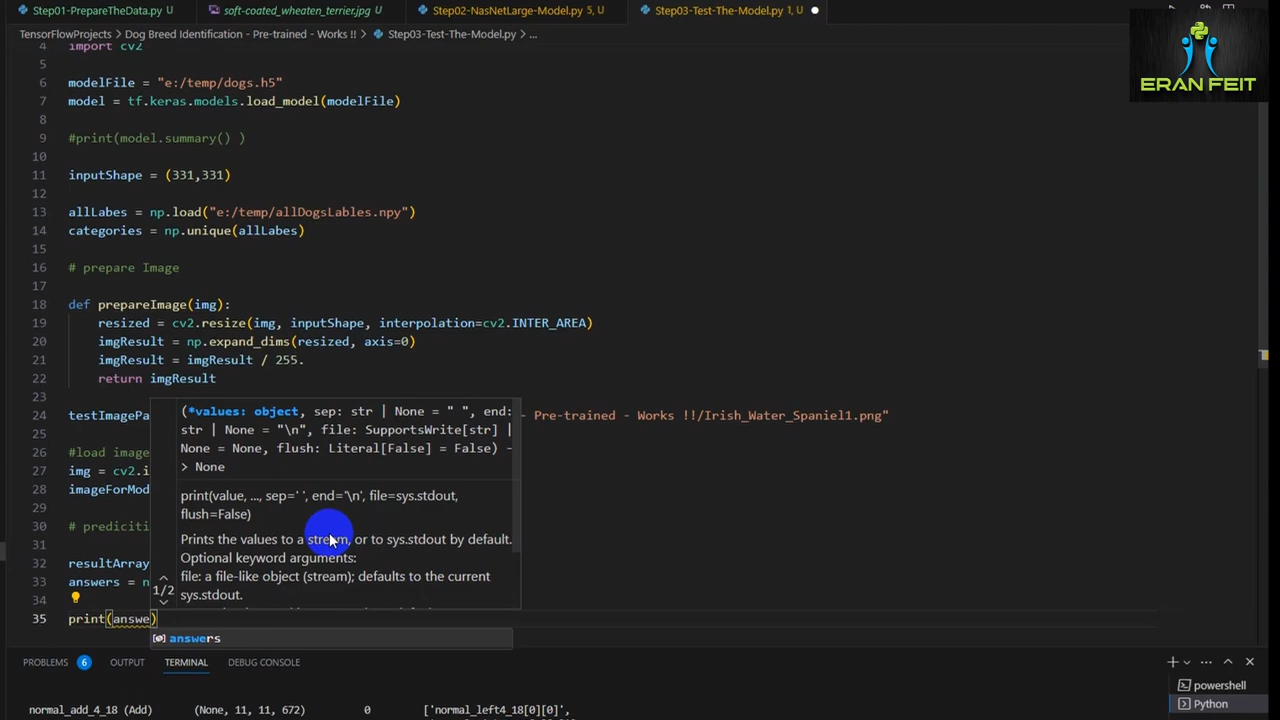 Step01-PrepareTheData.py U
soft-coated_wheaten_terrier.jpg U
Step02-NasNetLarge-Model.py 5, U
Step03-Test-The-Model.py 1, U
TensorFlowProjects > Dog Breed Identification - Pre-trained - Works !! > Step03-Test-The-Model.py > ...
ERAN FEIT
4 import cv2
5
6 modelFile = "e:/temp/dogs.h5"
7 model = tf.keras.models.load_model(modelFile)
8
9 #print(model.summary() )
10
11 inputShape = (331,331)
12
13 allLabes = np.load("e:/temp/allDogsLables.npy")
14 categories = np.unique(allLabes)
15
16 # prepare Image
17
18 def prepareImage(img):
19 resized = cv2.resize(img, inputShape, interpolation=cv2.INTER_AREA)
20 imgResult = np.expand_dims(resized, axis=0)
21 imgResult = imgResult / 255.
22 return imgResult
23
24 testImagePa - Pre-trained - Works !!/Irish_Water_Spaniel1.png"
25
26 #load image
27 img = cv2.i
28 imageForMod
29
30 # prediciti
31
32 resultArray
33 answers = n
34
35 print(answe)
(*values: object, sep: str | None = " ", end:
str | None = "\n", file: SupportsWrite[str] |
None = None, flush: Literal[False] = False) -
> None
print(value, ..., sep=' ', end='\n', file=sys.stdout,
flush=False)
Prints the values to a stream, or to sys.stdout by default.
Optional keyword arguments:
file: a file-like object (stream); defaults to the current
sys.stdout.
1/2
answers
PROBLEMS 6 OUTPUT TERMINAL DEBUG CONSOLE
powershell
Python
normal_add_4_18 (Add) (None, 11, 11, 672) 0 ['normal_left4_18[0][0]',